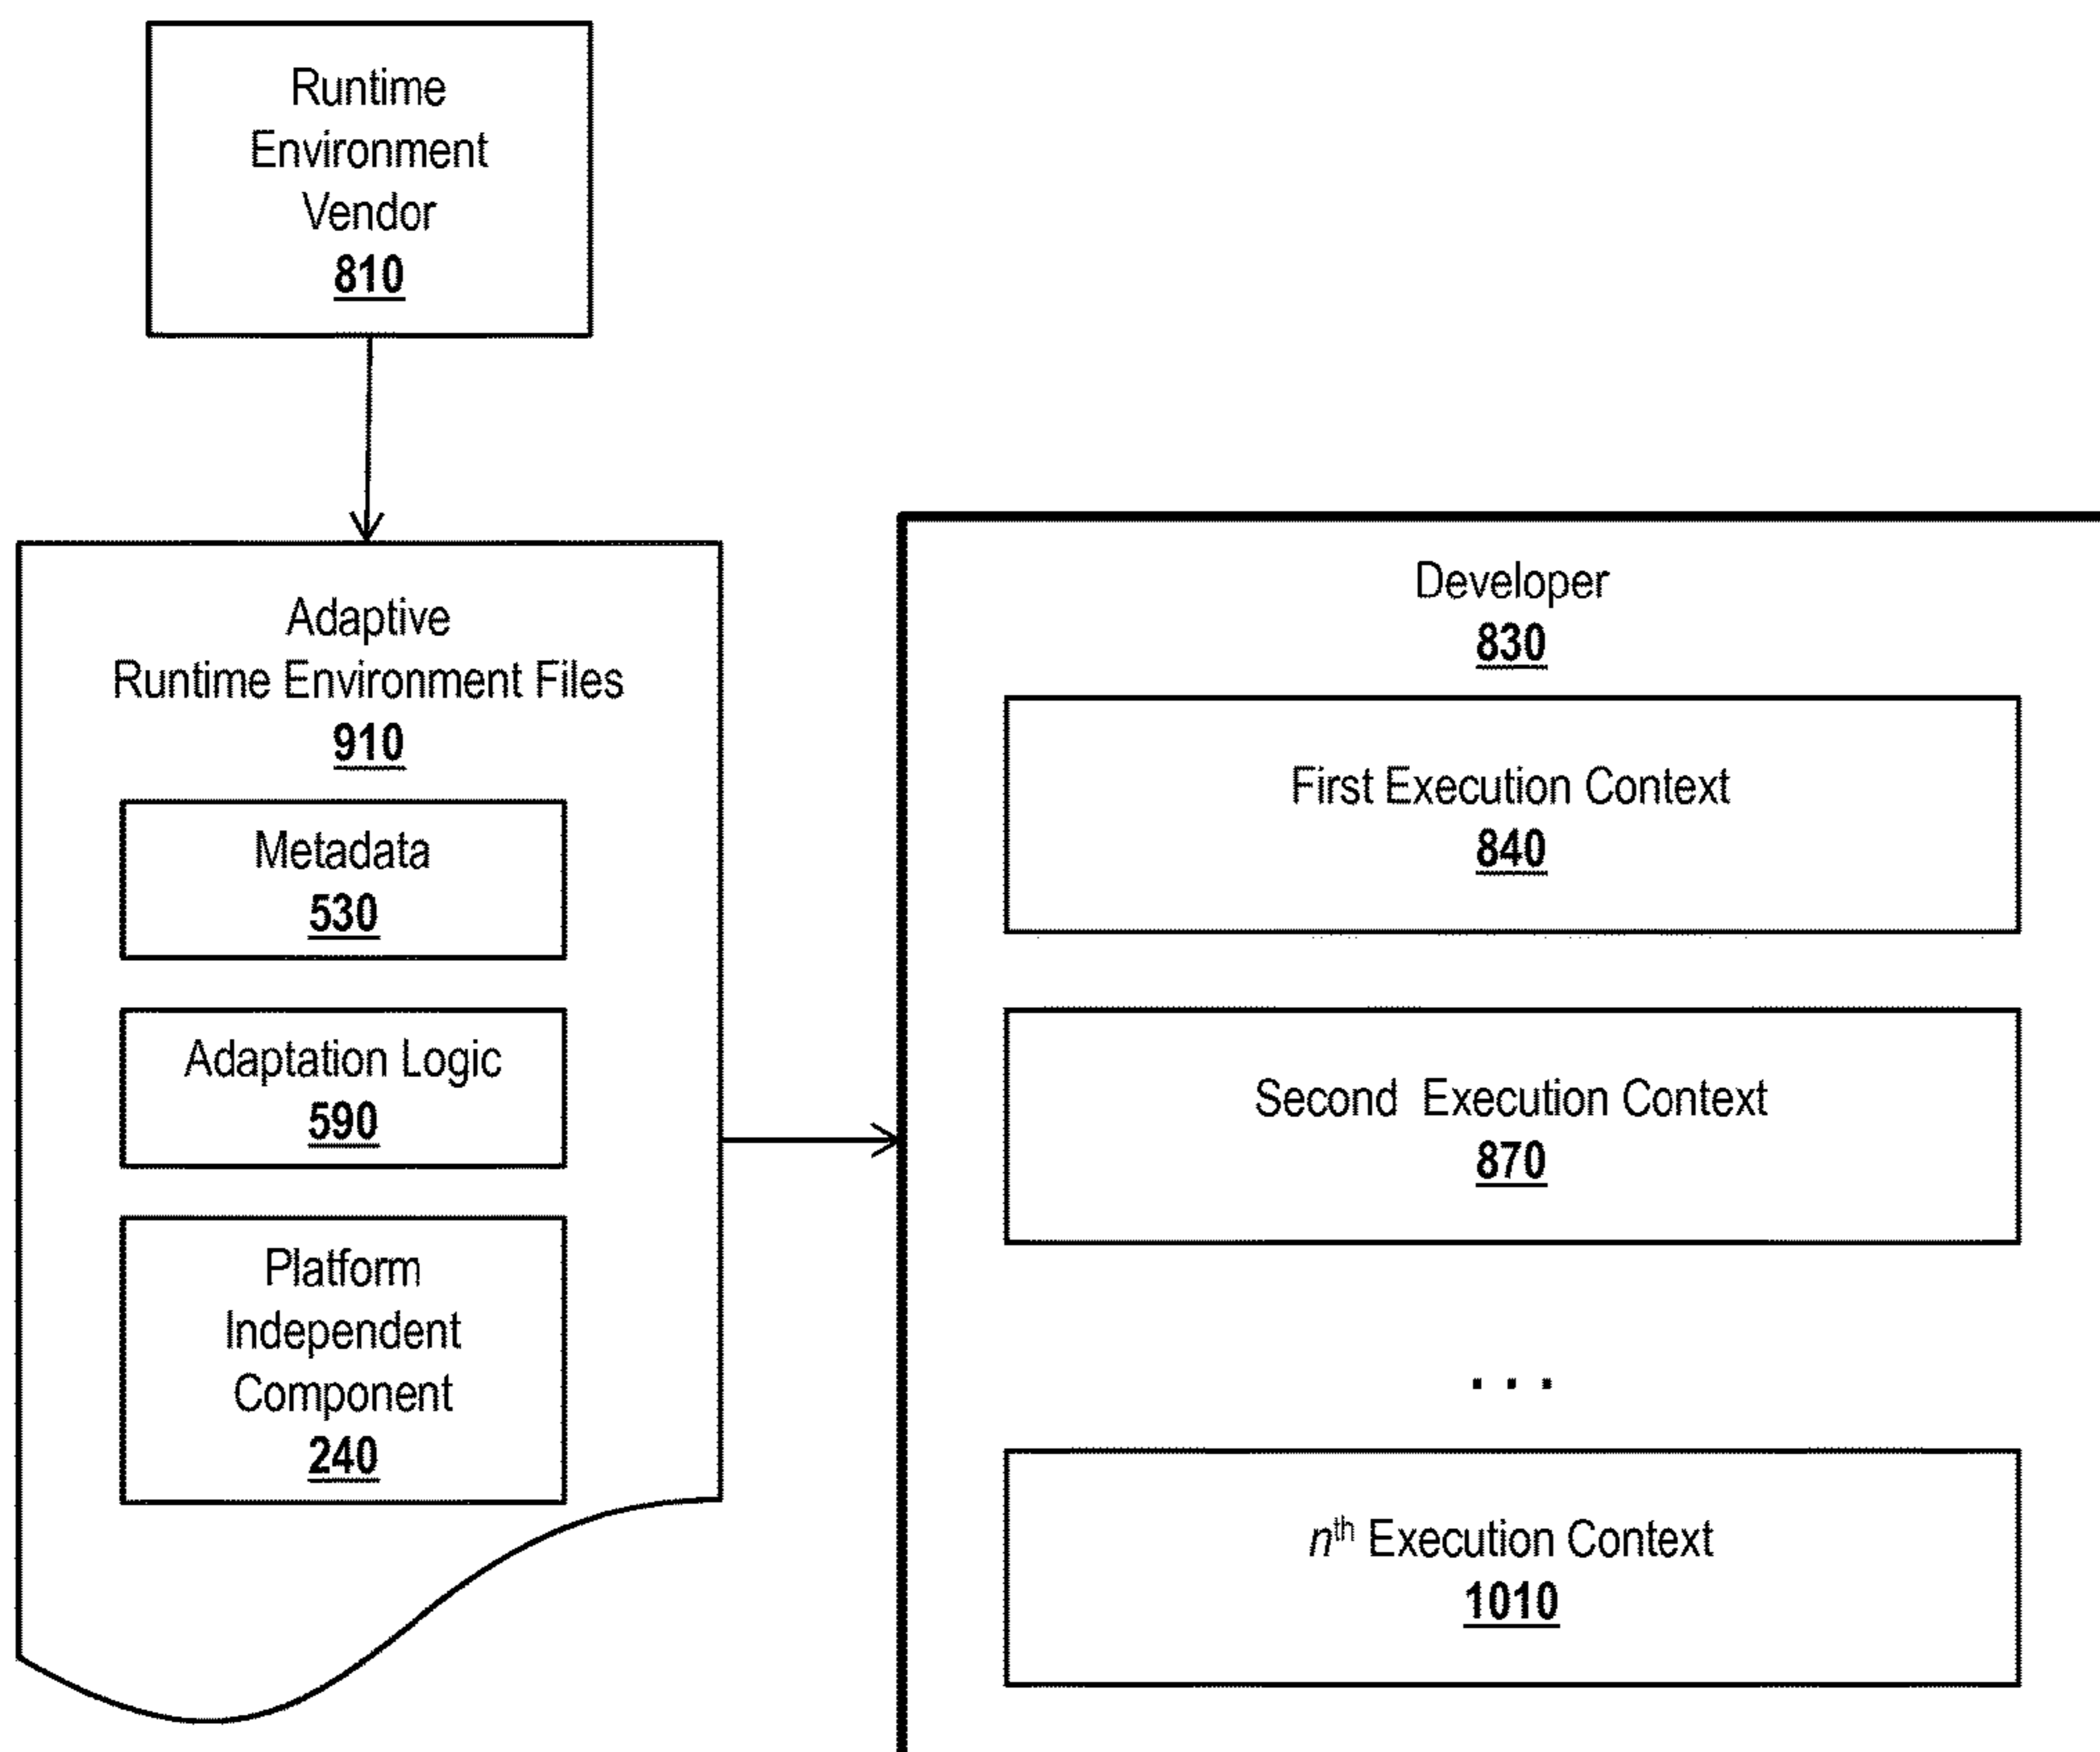 Runtime
Environment
Vendor
810
Adaptive
Runtime Environment Files
910
Metadata
530
Adaptation Logic
590
Platform
Independent
Component
240
Developer
830
First Execution Context
840
Second Execution Context
870
...
nth Execution Context
1010